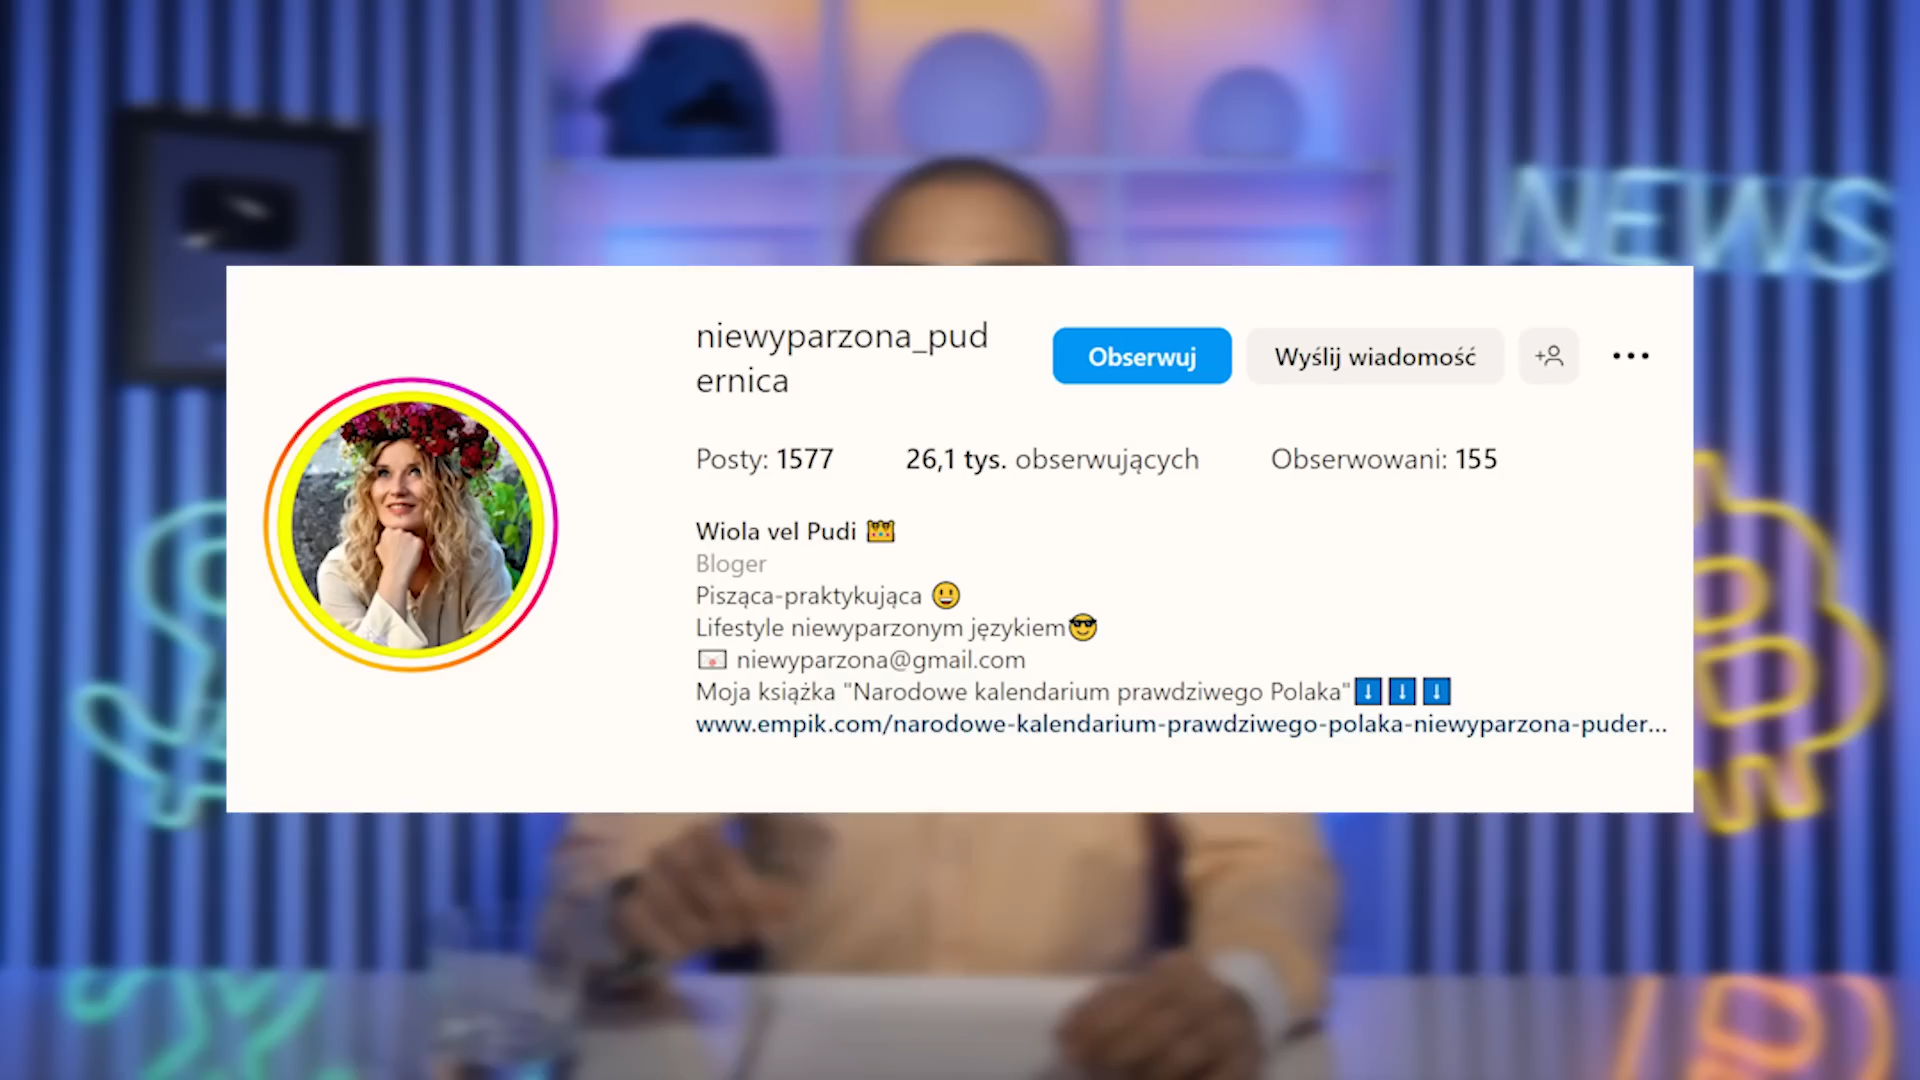 NEWS
niewyparzona_pud
ernica
Obserwuj
Wyślij wiadomość
Posty: 1577
26,1 tys. obserwujących
Obserwowani: 155
Wiola vel Pudi 👑
Bloger
Pisząca-praktykująca 😃
Lifestyle niewyparzonym językiem😎
💌 niewyparzona@gmail.com
Moja książka "Narodowe kalendarium prawdziwego Polaka"⬇️⬇️⬇️
www.empik.com/narodowe-kalendarium-prawdziwego-polaka-niewyparzona-puder...